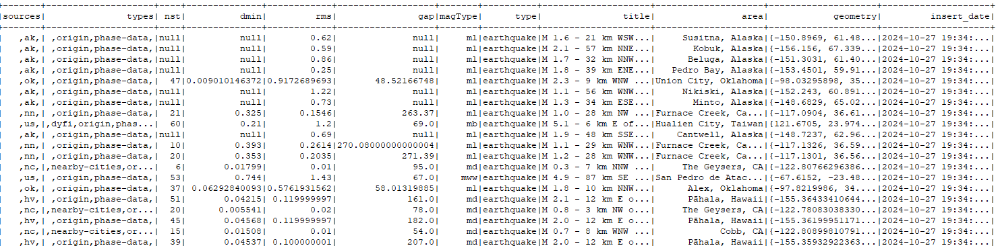 +-------+--------------------+----+--------------+------------+-----------------+-------+----------+--------------------+--------------------+--------------------+--------------------+
|sources|               types| nst|          dmin|         rms|              gap|magType|      type|               title|                area|            geometry|         insert_date|
+-------+--------------------+----+--------------+------------+-----------------+-------+----------+--------------------+--------------------+--------------------+--------------------+
|   ,ak,| ,origin,phase-data,|null|          null|        0.62|             null|     ml|earthquake|M 1.6 - 21 km WSW...|     Susitna, Alaska|{-150.8969, 61.48...|2024-10-27 19:34:...|
|   ,ak,| ,origin,phase-data,|null|          null|        0.59|             null|     ml|earthquake|M 2.1 - 57 km NNE...|       Kobuk, Alaska|{-156.156, 67.339...|2024-10-27 19:34:...|
|   ,ak,| ,origin,phase-data,|null|          null|        0.86|             null|     ml|earthquake|M 1.7 - 32 km NNW...|      Beluga, Alaska|{-151.3031, 61.40...|2024-10-27 19:34:...|
|   ,ak,| ,origin,phase-data,|null|          null|        0.25|             null|     ml|earthquake|M 1.8 - 39 km ENE...|   Pedro Bay, Alaska|{-153.4501, 59.91...|2024-10-27 19:34:...|
|   ,ok,| ,origin,phase-data,|  47|0.009010146372|0.9172689693|      48.52166748|     ml|earthquake|M 2.3 - 9 km WNW ...|Union City, Oklahoma|{-98.03295898, 35...|2024-10-27 19:34:...|
|   ,ak,| ,origin,phase-data,|null|          null|        1.22|             null|     ml|earthquake|M 1.1 - 56 km WNW...|     Nikiski, Alaska|{-152.243, 60.891...|2024-10-27 19:34:...|
|   ,ak,| ,origin,phase-data,|null|          null|        0.73|             null|     ml|earthquake|M 1.3 - 34 km ESE...|       Minto, Alaska|{-148.6829, 65.02...|2024-10-27 19:34:...|
|   ,nn,| ,origin,phase-data,|  21|         0.325|      0.1546|           263.37|     ml|earthquake|M 1.0 - 28 km NW ...|Furnace Creek, Ca...|{-117.0904, 36.61...|2024-10-27 19:34:...|
|   ,us,|,dyfi,origin,phas...|  60|          0.21|         1.2|             69.0|     mb|earthquake|M 5.1 - 6 km E of...|Hualien City, Taiwan|{121.6705, 23.974...|2024-10-27 19:34:...|
|   ,ak,| ,origin,phase-data,|null|          null|        0.69|             null|     ml|earthquake|M 1.9 - 48 km SSE...|    Cantwell, Alaska|{-148.7237, 62.96...|2024-10-27 19:34:...|
|   ,nn,| ,origin,phase-data,|  10|         0.393|      0.2614|270.08000000000004|     ml|earthquake|M 1.1 - 29 km WNW...|Furnace Creek, Ca...|{-117.1326, 36.59...|2024-10-27 19:34:...|
|   ,nn,| ,origin,phase-data,|  20|         0.353|      0.2035|           271.39|     ml|earthquake|M 1.2 - 28 km WNW...|Furnace Creek, Ca...|{-117.1301, 36.56...|2024-10-27 19:34:...|
|   ,nc,|,nearby-cities,or...|   6|       0.01799|        0.01|             95.0|     md|earthquake|M 0.3 - 7 km NNW ...|     The Geysers, CA|{-122.80766296386...|2024-10-27 19:34:...|
|   ,us,| ,origin,phase-data,|  53|         0.744|        1.43|             67.0|    mww|earthquake|M 4.9 - 87 km SE ...|San Pedro de Atac...|{-67.6152, -23.48...|2024-10-27 19:34:...|
|   ,ok,| ,origin,phase-data,|  37| 0.06292840093|0.5761931562|      58.01319885|     ml|earthquake|M 1.8 - 10 km NNW...|      Alex, Oklahoma|{-97.8219986, 34....|2024-10-27 19:34:...|
|   ,hv,| ,origin,phase-data,|  51|       0.04215| 0.119999997|            161.0|     md|earthquake|M 2.1 - 12 km E o...|      Pāhala, Hawaii|{-155.36433410644...|2024-10-27 19:34:...|
|   ,nc,|,nearby-cities,or...|  20|      0.005541|        0.02|             78.0|     md|earthquake|M 0.8 - 3 km NW o...|     The Geysers, CA|{-122.78083038330...|2024-10-27 19:34:...|
|   ,hv,| ,origin,phase-data,|  45|       0.04568| 0.119999997|            182.0|     md|earthquake|M 2.0 - 12 km E o...|      Pāhala, Hawaii|{-155.36199951171...|2024-10-27 19:34:...|
|   ,nc,|,nearby-cities,or...|  15|       0.01508|        0.01|             54.0|     md|earthquake|M 0.7 - 8 km WNW ...|            Cobb, CA|{-122.80899810791...|2024-10-27 19:34:...|
|   ,hv,| ,origin,phase-data,|  39|       0.04537| 0.100000001|            207.0|     md|earthquake|M 2.0 - 12 km E o...|      Pāhala, Hawaii|{-155.35932922363...|2024-10-27 19:34:...|